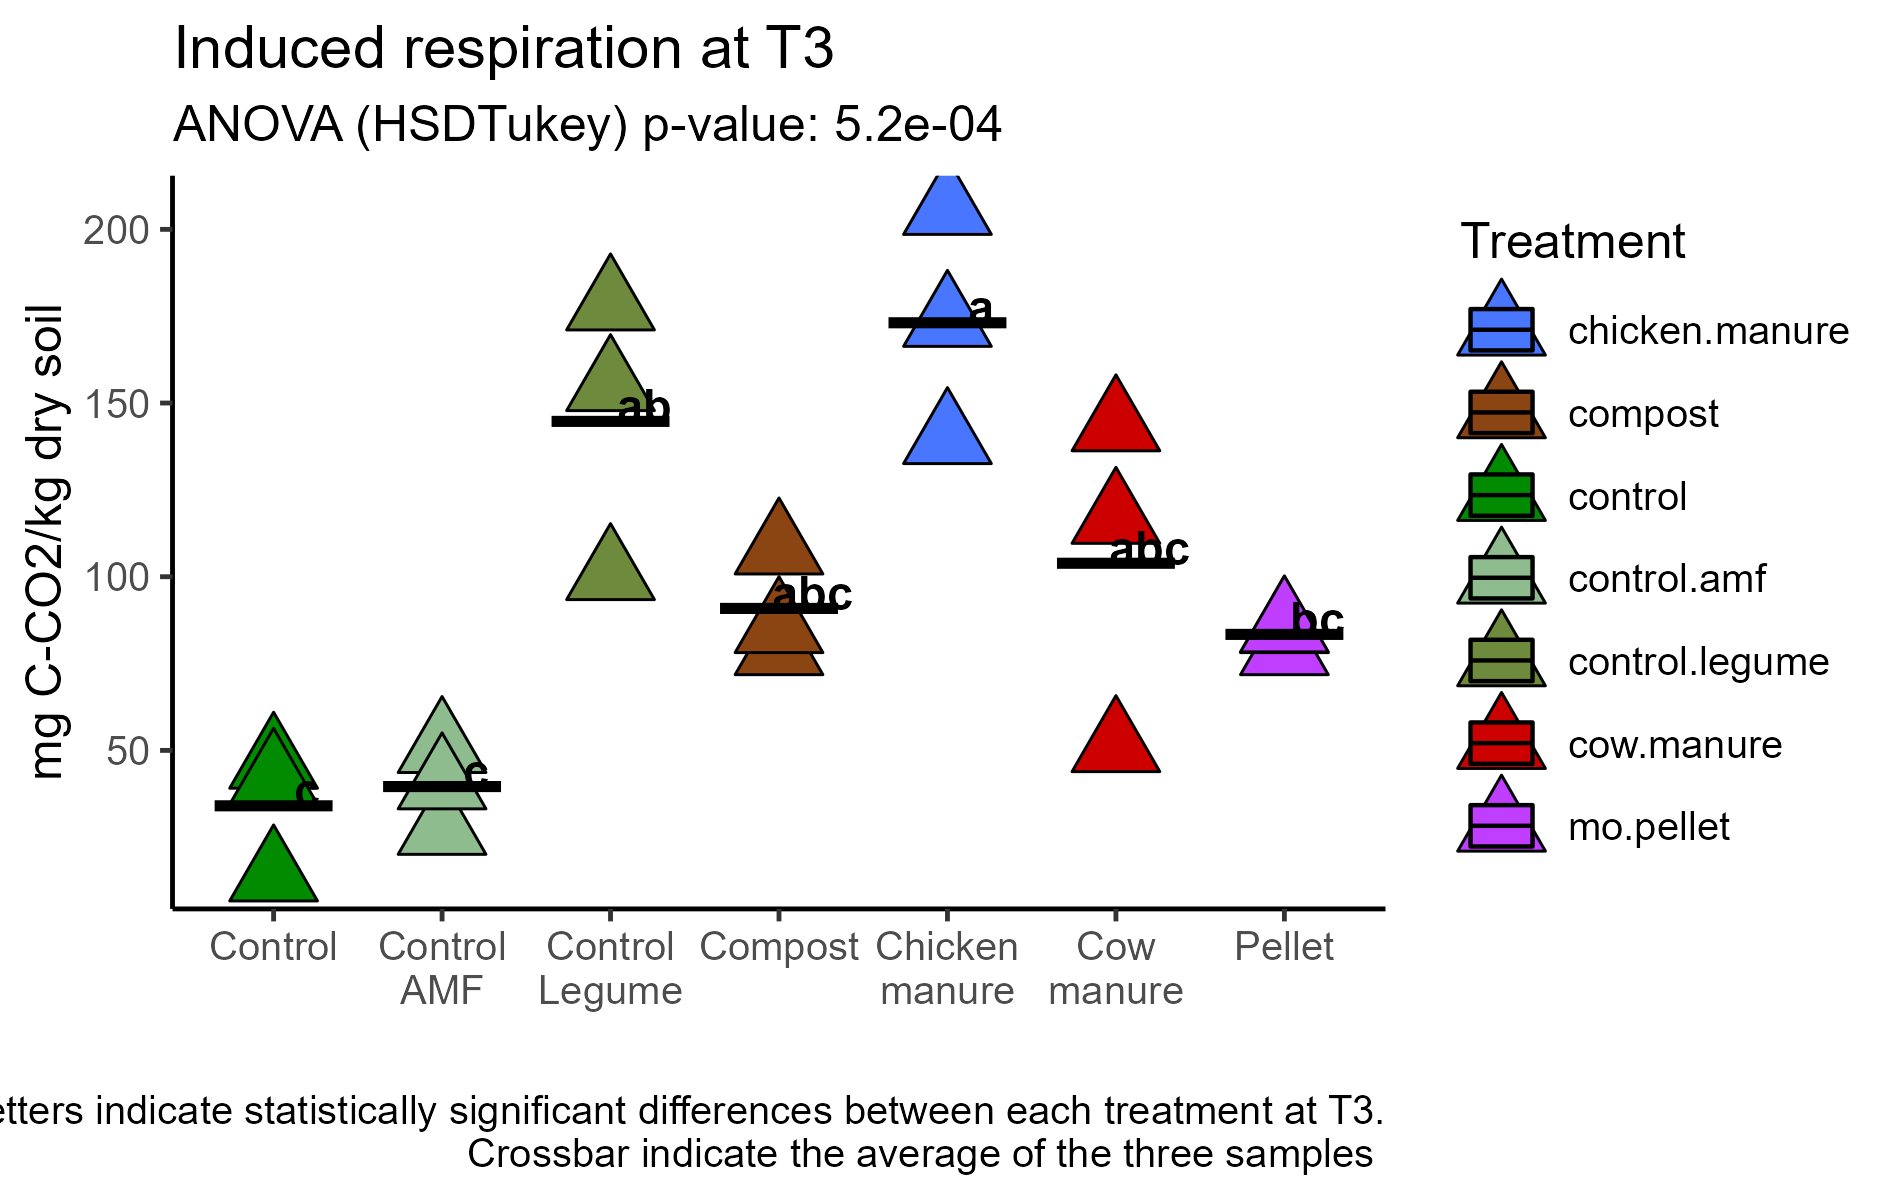 Induced respiration at T3
ANOVA (HSDTukey) p-value: 5.2e-04
mg C-CO2/kg dry soil
200
150
100
50
c
c
ab
abc
a
abc
bc
Control
Control AMF
Control Legume
Compost
Chicken manure
Cow manure
Pellet
Treatment
chicken.manure
compost
control
control.amf
control.legume
cow.manure
mo.pellet
indicate statistically significant differences between each treatment at T3.
Crossbar indicate the average of the three samples